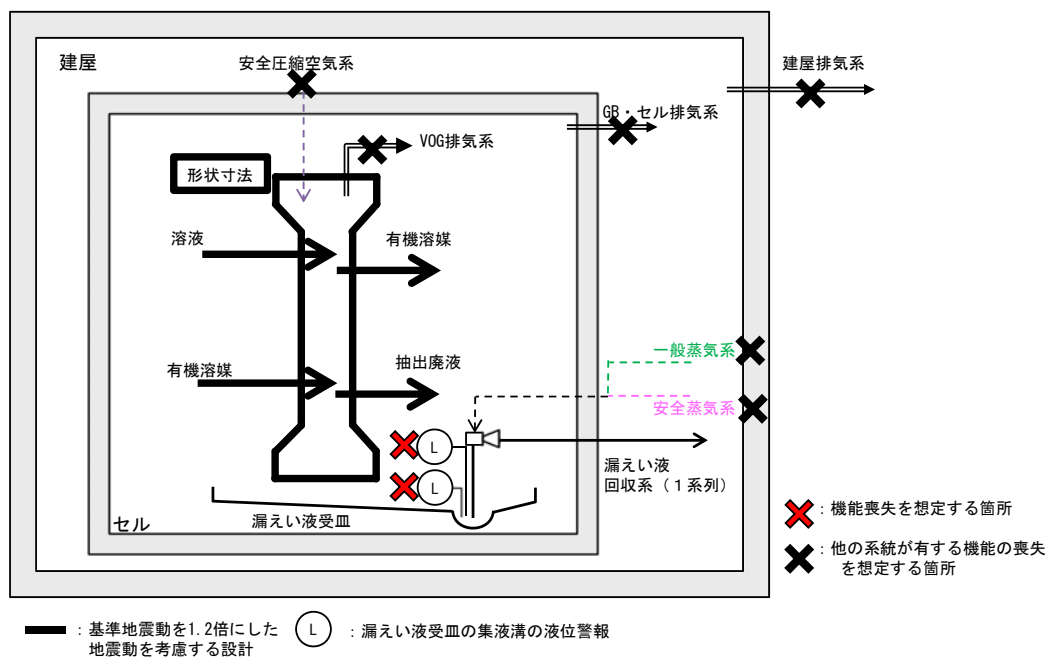 建屋
安全圧縮空気系
建屋排気系
GB・セル排気系
VOG排気系
形状寸法
溶液
有機溶媒
有機溶媒
抽出廃液
一般蒸気系
安全蒸気系
L
L
漏えい液
回収系（１系列）
漏えい液受皿
セル
：機能喪失を想定する箇所
：他の系統が有する機能の喪失
を想定する箇所
：基準地震動を1.2倍にした
地震動を考慮する設計
L
：漏えい液受皿の集液溝の液位警報